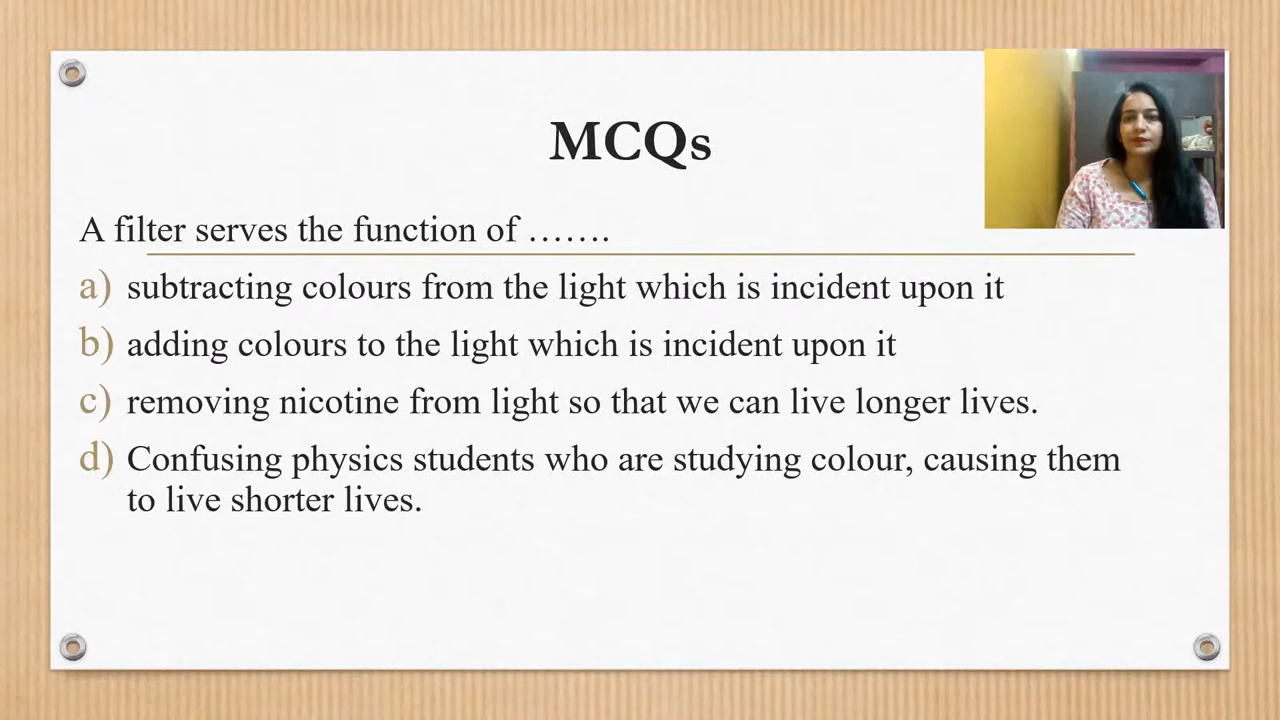 MCQs
A filter serves the function of …….
a) subtracting colours from the light which is incident upon it
b) adding colours to the light which is incident upon it
c) removing nicotine from light so that we can live longer lives.
d) Confusing physics students who are studying colour, causing them
to live shorter lives.